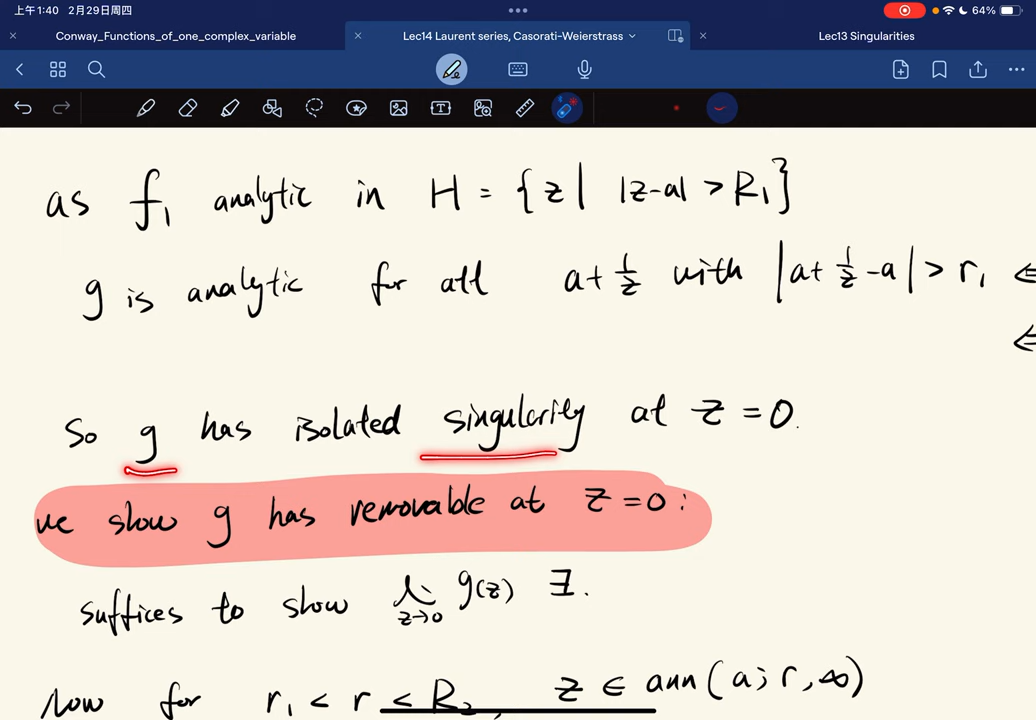 上午1:40 2月29日周四
64%
Conway_Functions_of_one_complex_variable
Lec14 Laurent series, Casorati-Weierstrass
Lec13 Singularities
as f₁ analytic in H = {z | |z-a| > R₁}
g is analytic for all a+ 1/z with |a+ 1/z -a| > r₁ ⇐
⇐
So g has isolated singularity at z = 0.
we show g has removable at z = 0 :
suffices to show lim z→0 g(z) ∃.
Now for r₁ < r < R₂, z ∈ ann(a; r, ∞)